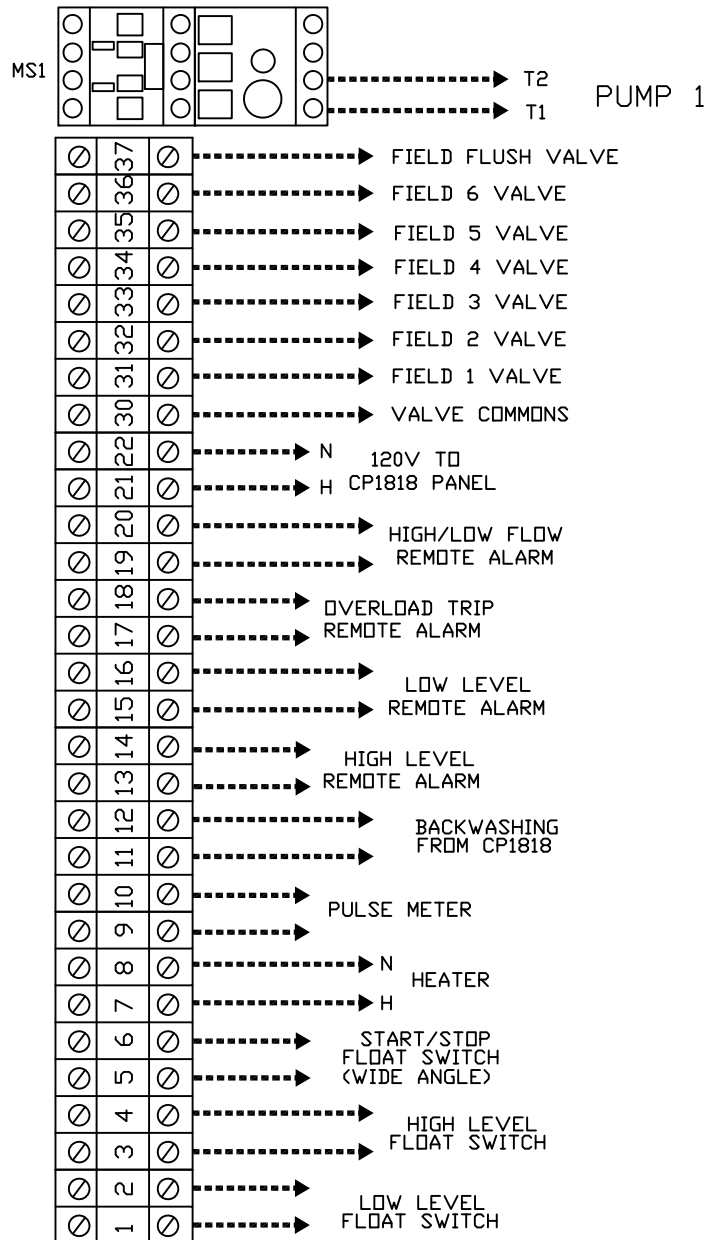 MS1
T2
T1
PUMP 1
37
FIELD FLUSH VALVE
36
FIELD 6 VALVE
35
FIELD 5 VALVE
34
FIELD 4 VALVE
33
FIELD 3 VALVE
32
FIELD 2 VALVE
31
FIELD 1 VALVE
30
VALVE COMMONS
22
N
21
H
120V TO
CP1818 PANEL
20
19
HIGH/LOW FLOW
REMOTE ALARM
18
17
OVERLOAD TRIP
REMOTE ALARM
16
15
LOW LEVEL
REMOTE ALARM
14
13
HIGH LEVEL
REMOTE ALARM
12
11
BACKWASHING
FROM CP1818
10
9
PULSE METER
8
N
7
H
HEATER
6
5
START/STOP
FLOAT SWITCH
(WIDE ANGLE)
4
3
HIGH LEVEL
FLOAT SWITCH
2
1
LOW LEVEL
FLOAT SWITCH